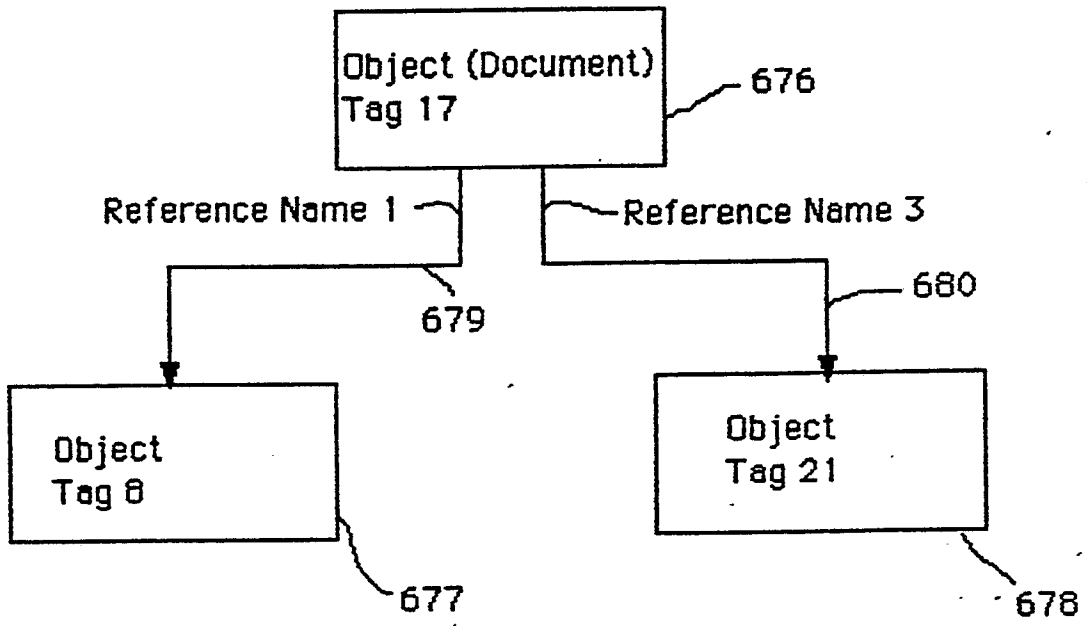 Object (Document)
Tag 17
676
Reference Name 1
Reference Name 3
679
680
Object
Tag 8
Object
Tag 21
677
678